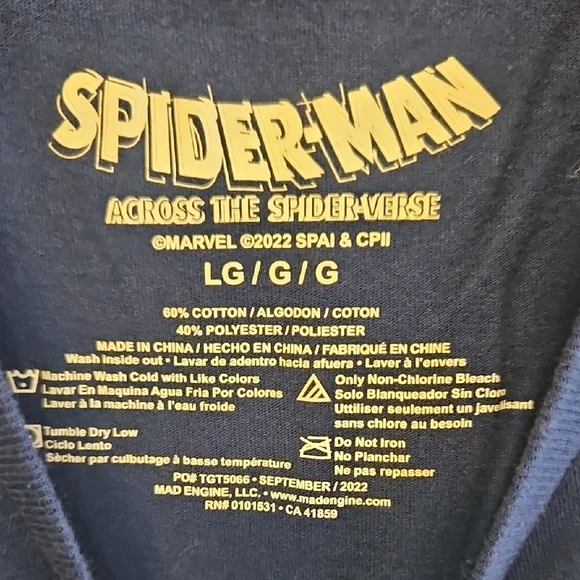 SPIDER-MAN
ACROSS THE SPIDER-VERSE
©MARVEL ©2022 SPAI & CPII
LG / G / G
60% COTTON / ALGODON / COTON
40% POLYESTER / POLIESTER
MADE IN CHINA / HECHO EN CHINA / FABRIQUÉ EN CHINE
Wash inside out • Lavar de adentro hacia afuera • Laver à l'envers
Machine Wash Cold with Like Colors
Lavar En Maquina Agua Fria Por Colores
Laver à la machine à l'eau froide
Only Non-Chlorine Bleach
Solo Blanqueador Sin Cloro
Uttiliser seulement un javellisant
sans chlore au besoin
Tumble Dry Low
Ciclo Lento
Sècher par culbutage à basse température
Do Not Iron
No Planchar
Ne pas repasser
PO# TGT5066 • SEPTEMBER / 2022
MAD ENGINE, LLC. • www.madengine.com
RN# 0101531 • CA 41859